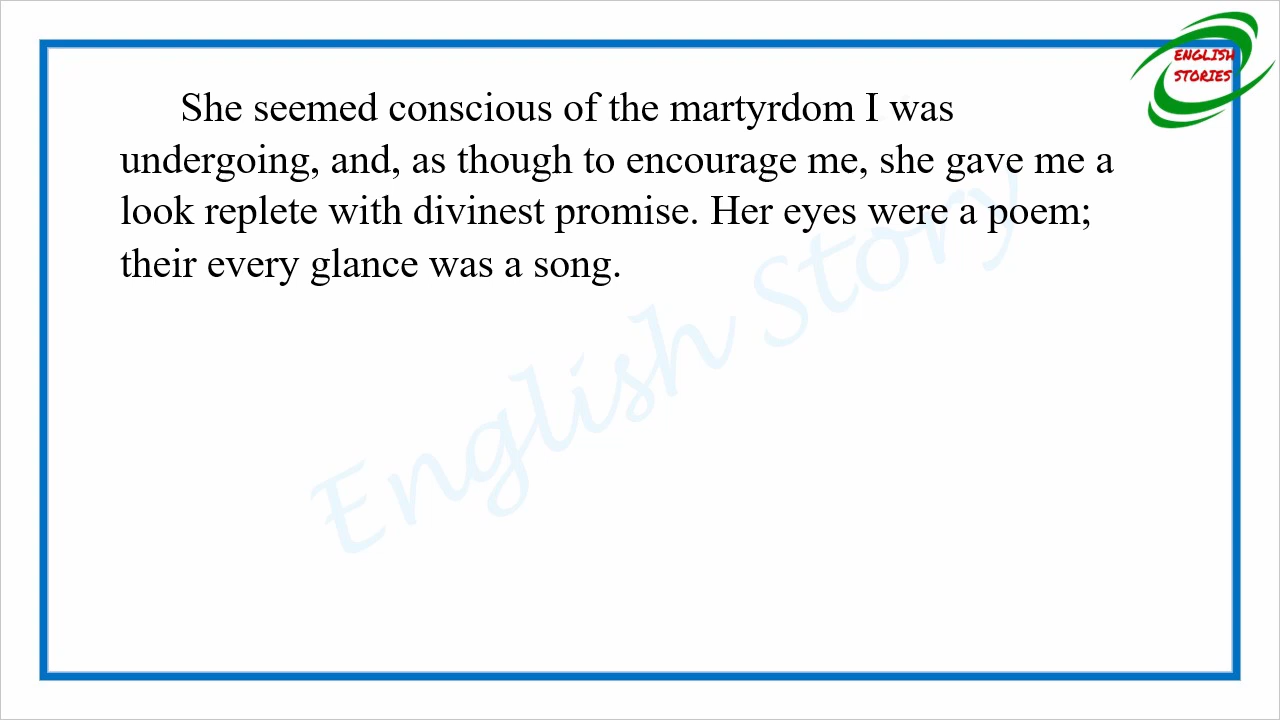 ENGLISH
STORIES
She seemed conscious of the martyrdom I was
undergoing, and, as though to encourage me, she gave me a
look replete with divinest promise. Her eyes were a poem;
their every glance was a song.
English Story